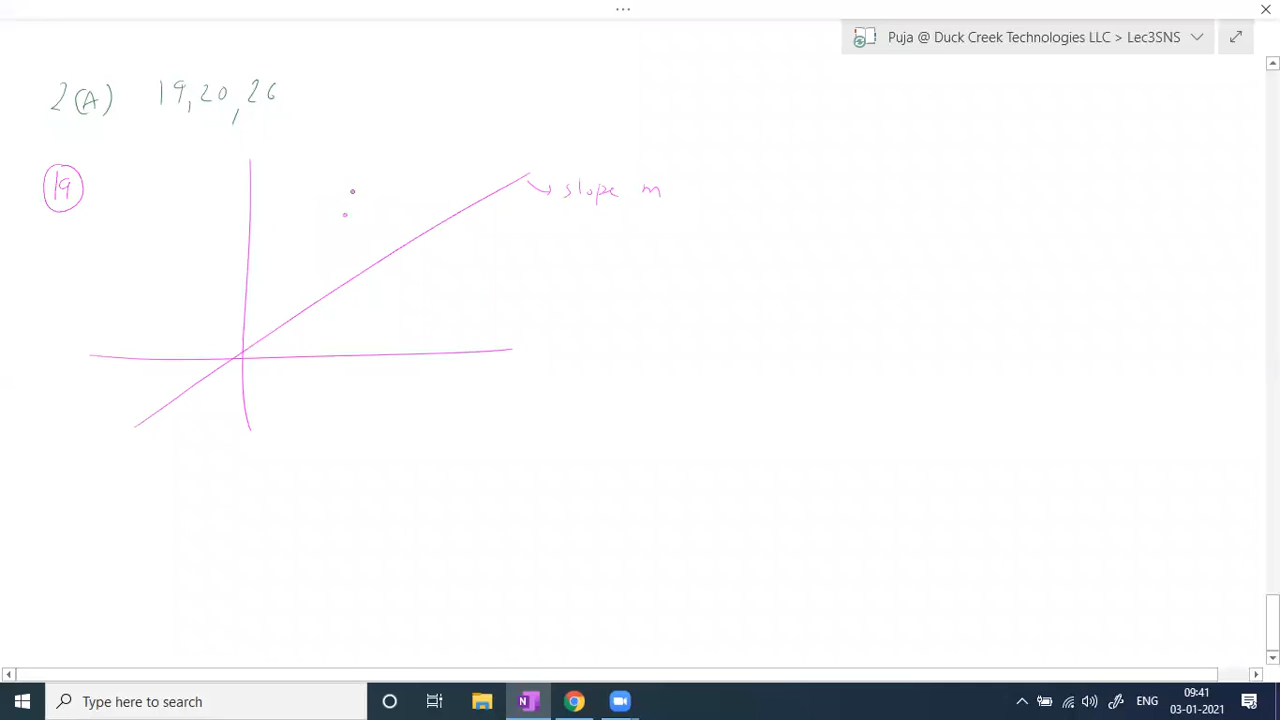 ...
Puja @ Duck Creek Technologies LLC > Lec3SNS
2(A) 19, 20, 26
19
slope m
Type here to search
ENG
09:41
03-01-2021